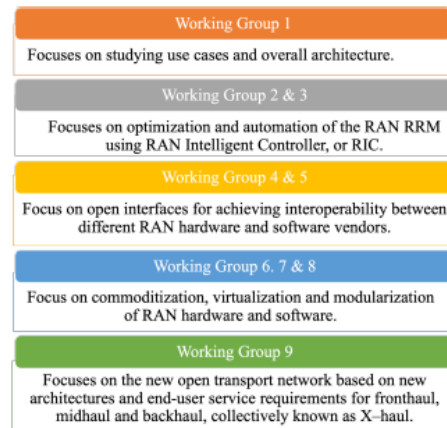 Working Group 1
Focuses on studying use cases and overall architecture.
Working Group 2 & 3
Focuses on optimization and automation of the RAN RRM
using RAN Intelligent Controller, or RIC.
Working Group 4 & 5
Focus on open interfaces for achieving interoperability between
different RAN hardware and software vendors.
Working Group 6. 7 & 8
Focus on commoditization, virtualization and modularization
of RAN hardware and software.
Working Group 9
Focuses on the new open transport network based on new
architectures and end-user service requirements for fronthaul,
midhaul and backhaul, collectively known as X–haul.